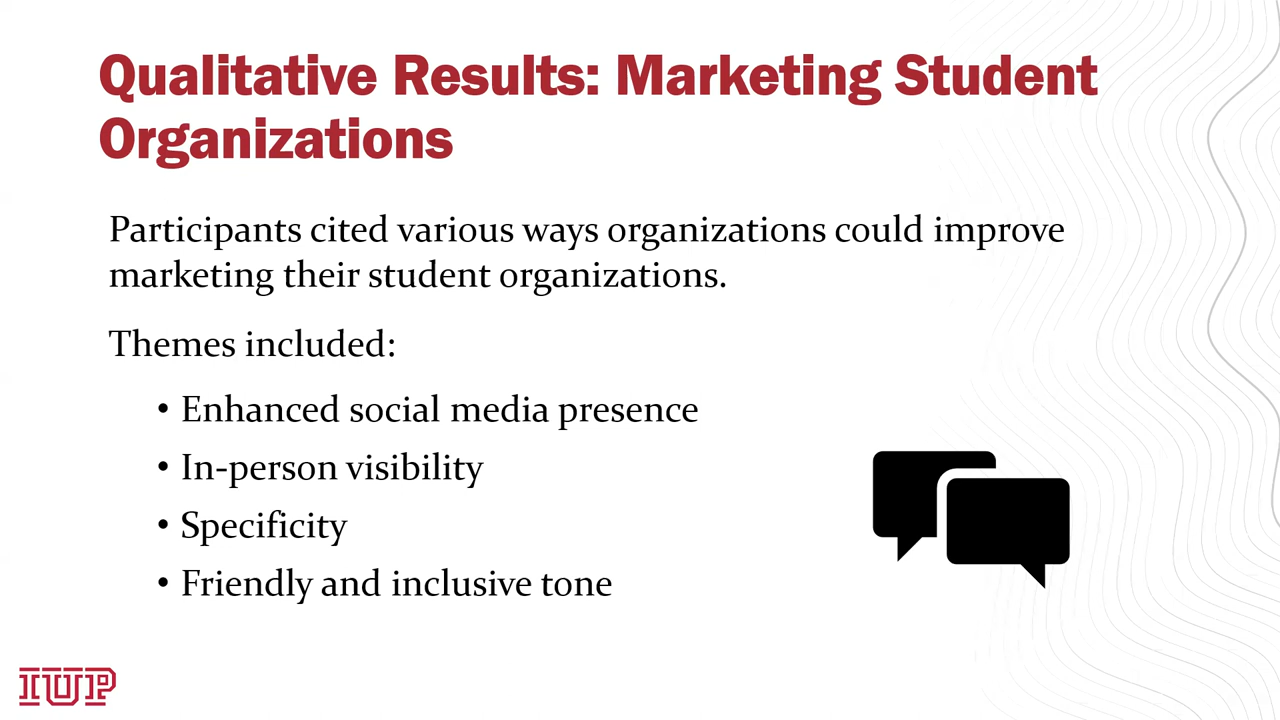 Qualitative Results: Marketing Student
Organizations
Participants cited various ways organizations could improve
marketing their student organizations.
Themes included:
• Enhanced social media presence
• In-person visibility
• Specificity
• Friendly and inclusive tone
IUP